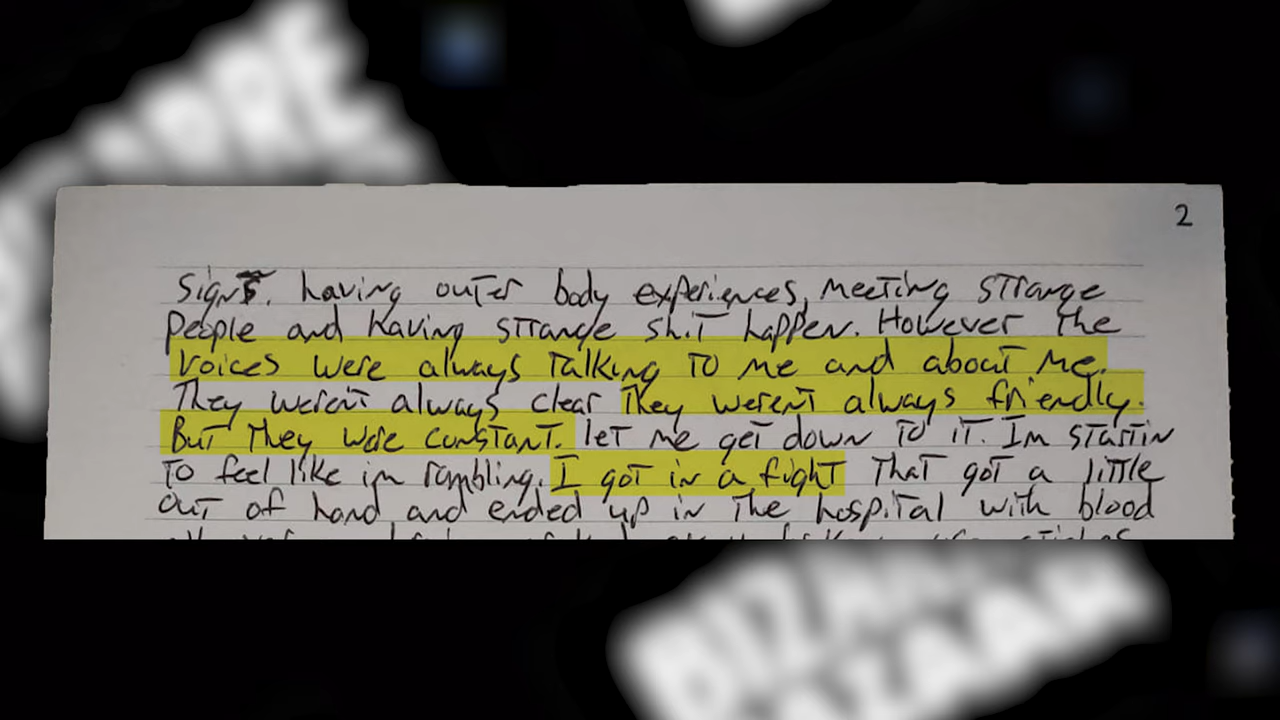 2
signs. having outer body experiences, meeting strange
people and having strange shit happen. However the
voices were always talking to me and about me.
They weren't always clear They weren't always friendly.
But they were constant. let me get down to it. Im startin
to feel like im rambling. I got in a fight that got a little
out of hand and ended up in the hospital with blood